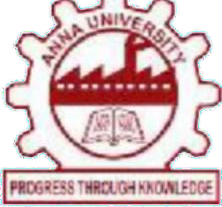 ANNA UNIVERSITY
PROGRESS THROUGH KNOWLEDGE